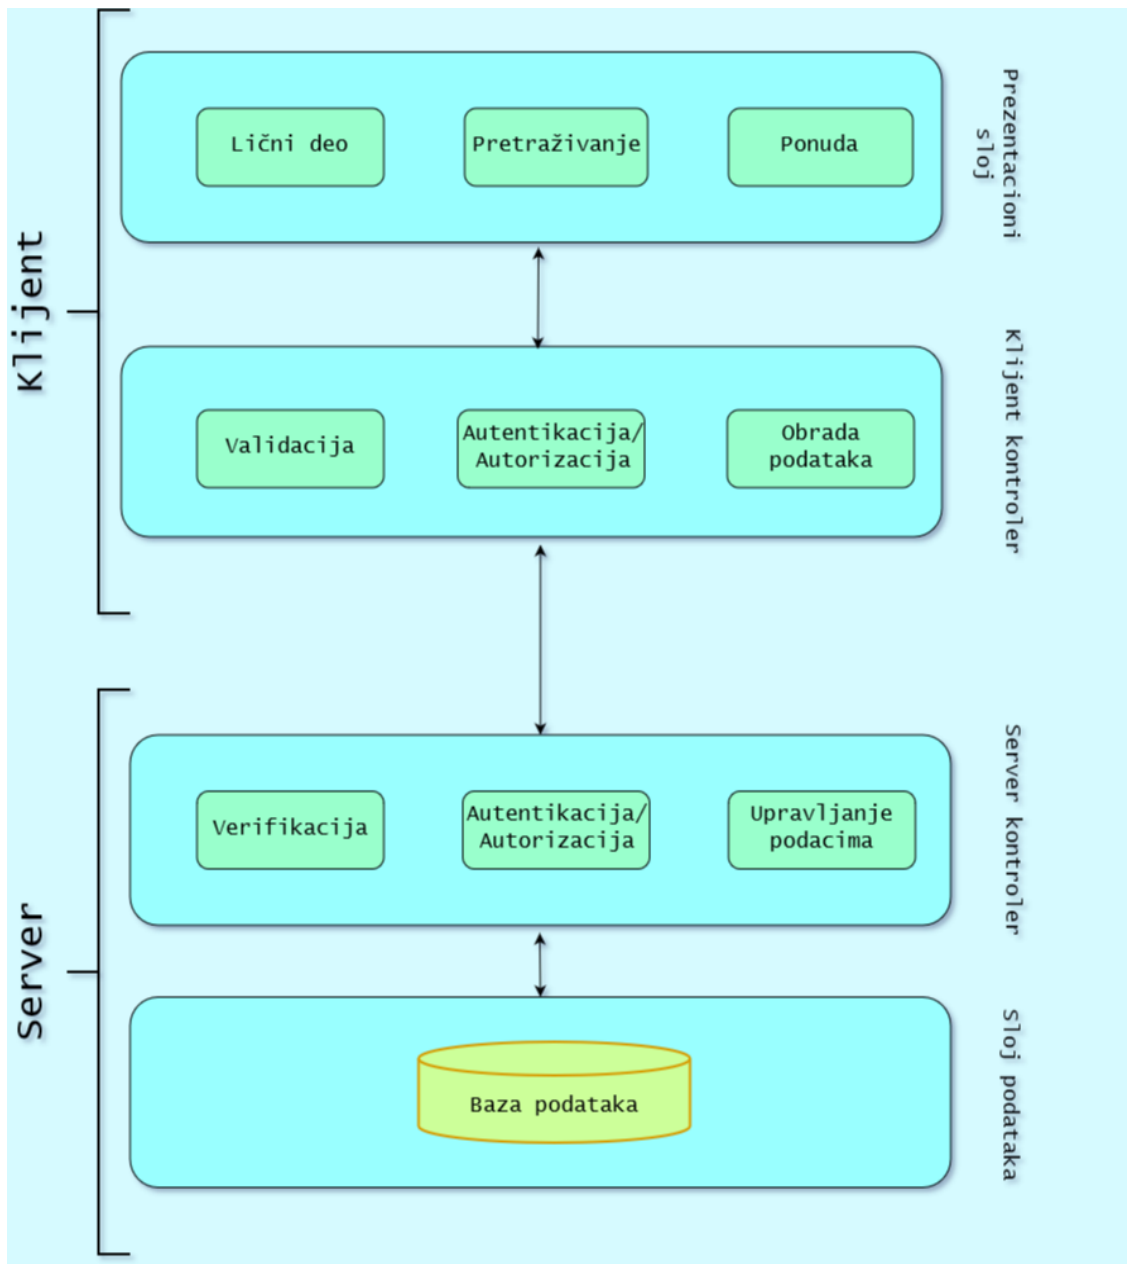 Klijent
Lični deo
Pretraživanje
Ponuda
Prezentacioni
sloj
Validacija
Autentikacija/
Autorizacija
Obrada
podataka
Klijent kontroler
Server
Verifikacija
Autentikacija/
Autorizacija
Upravljanje
podacima
Server kontroler
Baza podataka
Sloj podataka